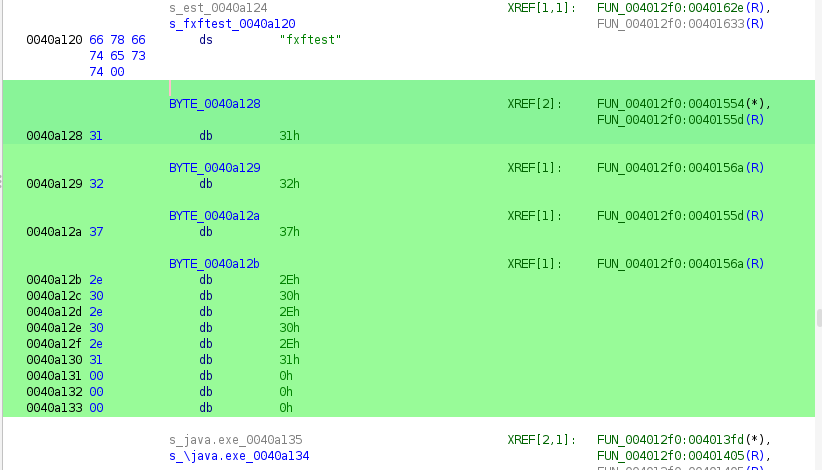 s_est_0040a124 XREF[1,1]: FUN_004012f0:0040162e(R),
s_fxftest_0040a120 FUN_004012f0:00401633(R)
0040a120 66 78 66 ds "fxftest"
74 65 73
74 00
BYTE_0040a128 XREF[2]: FUN_004012f0:00401554(*),
FUN_004012f0:0040155d(R)
0040a128 31 db 31h
BYTE_0040a129 XREF[1]: FUN_004012f0:0040156a(R)
0040a129 32 db 32h
BYTE_0040a12a XREF[1]: FUN_004012f0:0040155d(R)
0040a12a 37 db 37h
BYTE_0040a12b XREF[1]: FUN_004012f0:0040156a(R)
0040a12b 2e db 2Eh
0040a12c 30 db 30h
0040a12d 2e db 2Eh
0040a12e 30 db 30h
0040a12f 2e db 2Eh
0040a130 31 db 31h
0040a131 00 db 0h
0040a132 00 db 0h
0040a133 00 db 0h
s_java.exe_0040a135 XREF[2,1]: FUN_004012f0:004013fd(*),
s_\java.exe_0040a134 FUN_004012f0:00401405(R),